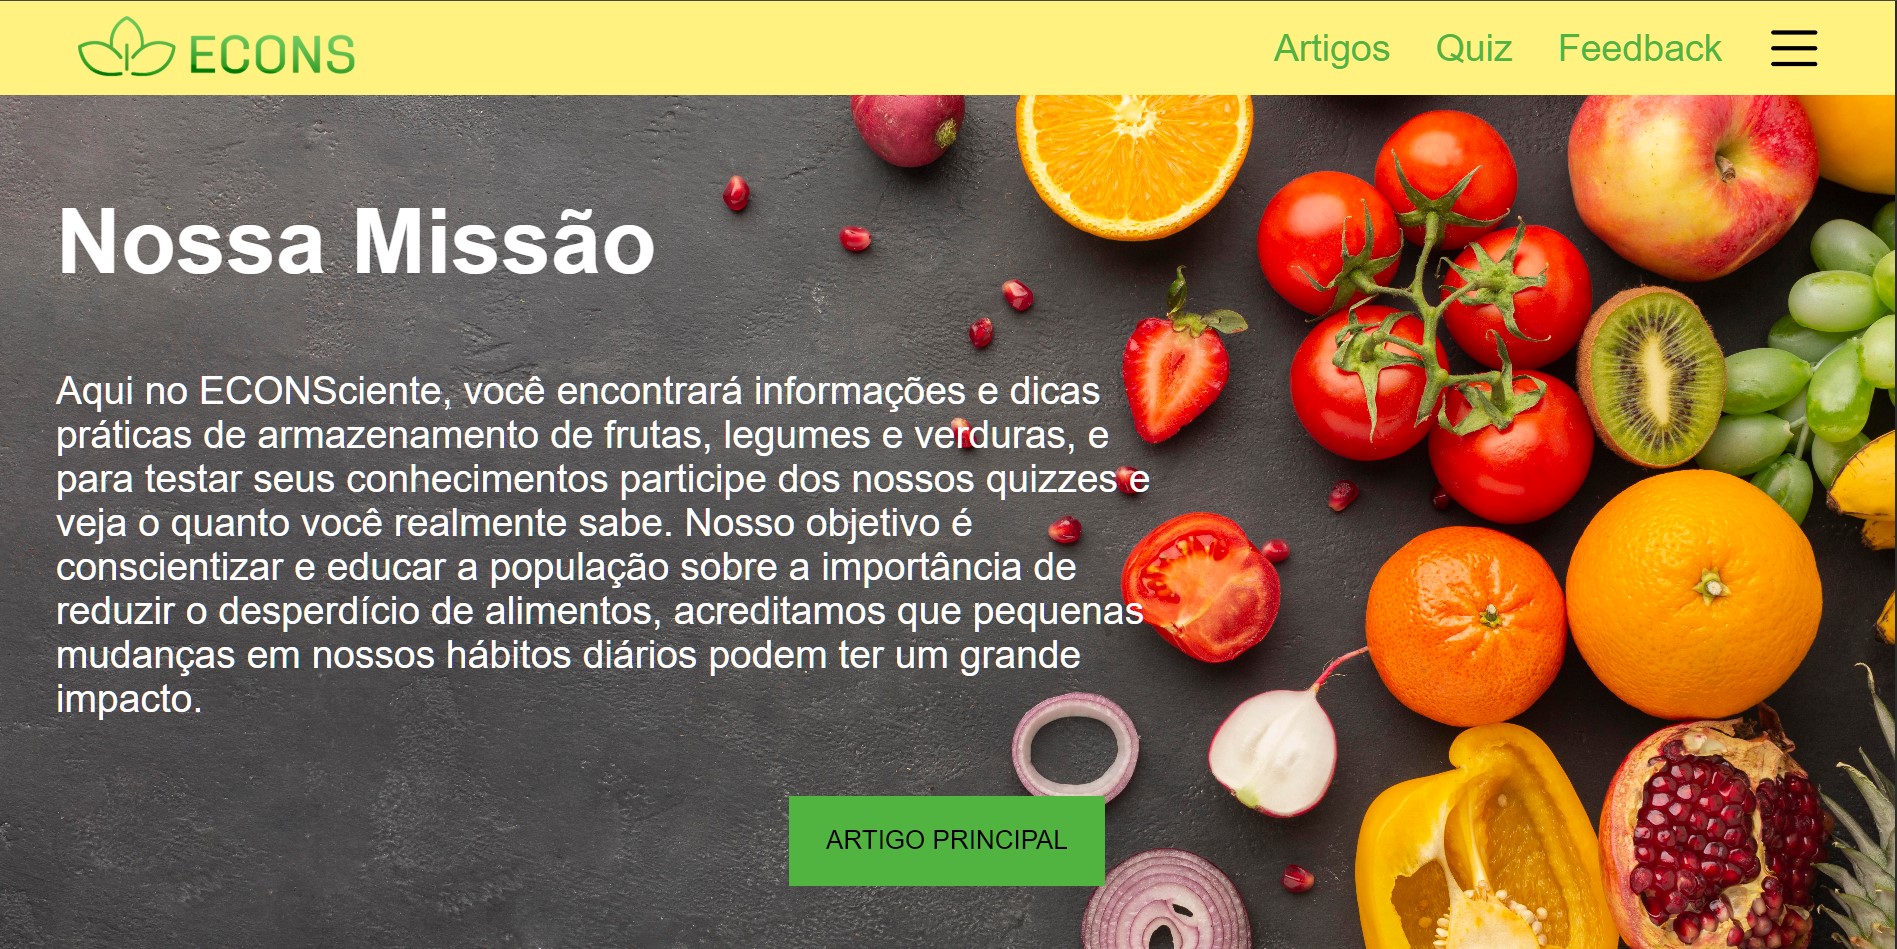 ECONS
Artigos
Quiz
Feedback
Nossa Missão
Aqui no ECONSciente, você encontrará informações e dicas
práticas de armazenamento de frutas, legumes e verduras, e
para testar seus conhecimentos participe dos nossos quizzes e
veja o quanto você realmente sabe. Nosso objetivo é
conscientizar e educar a população sobre a importância de
reduzir o desperdício de alimentos, acreditamos que pequenas
mudanças em nossos hábitos diários podem ter um grande
impacto.
ARTIGO PRINCIPAL